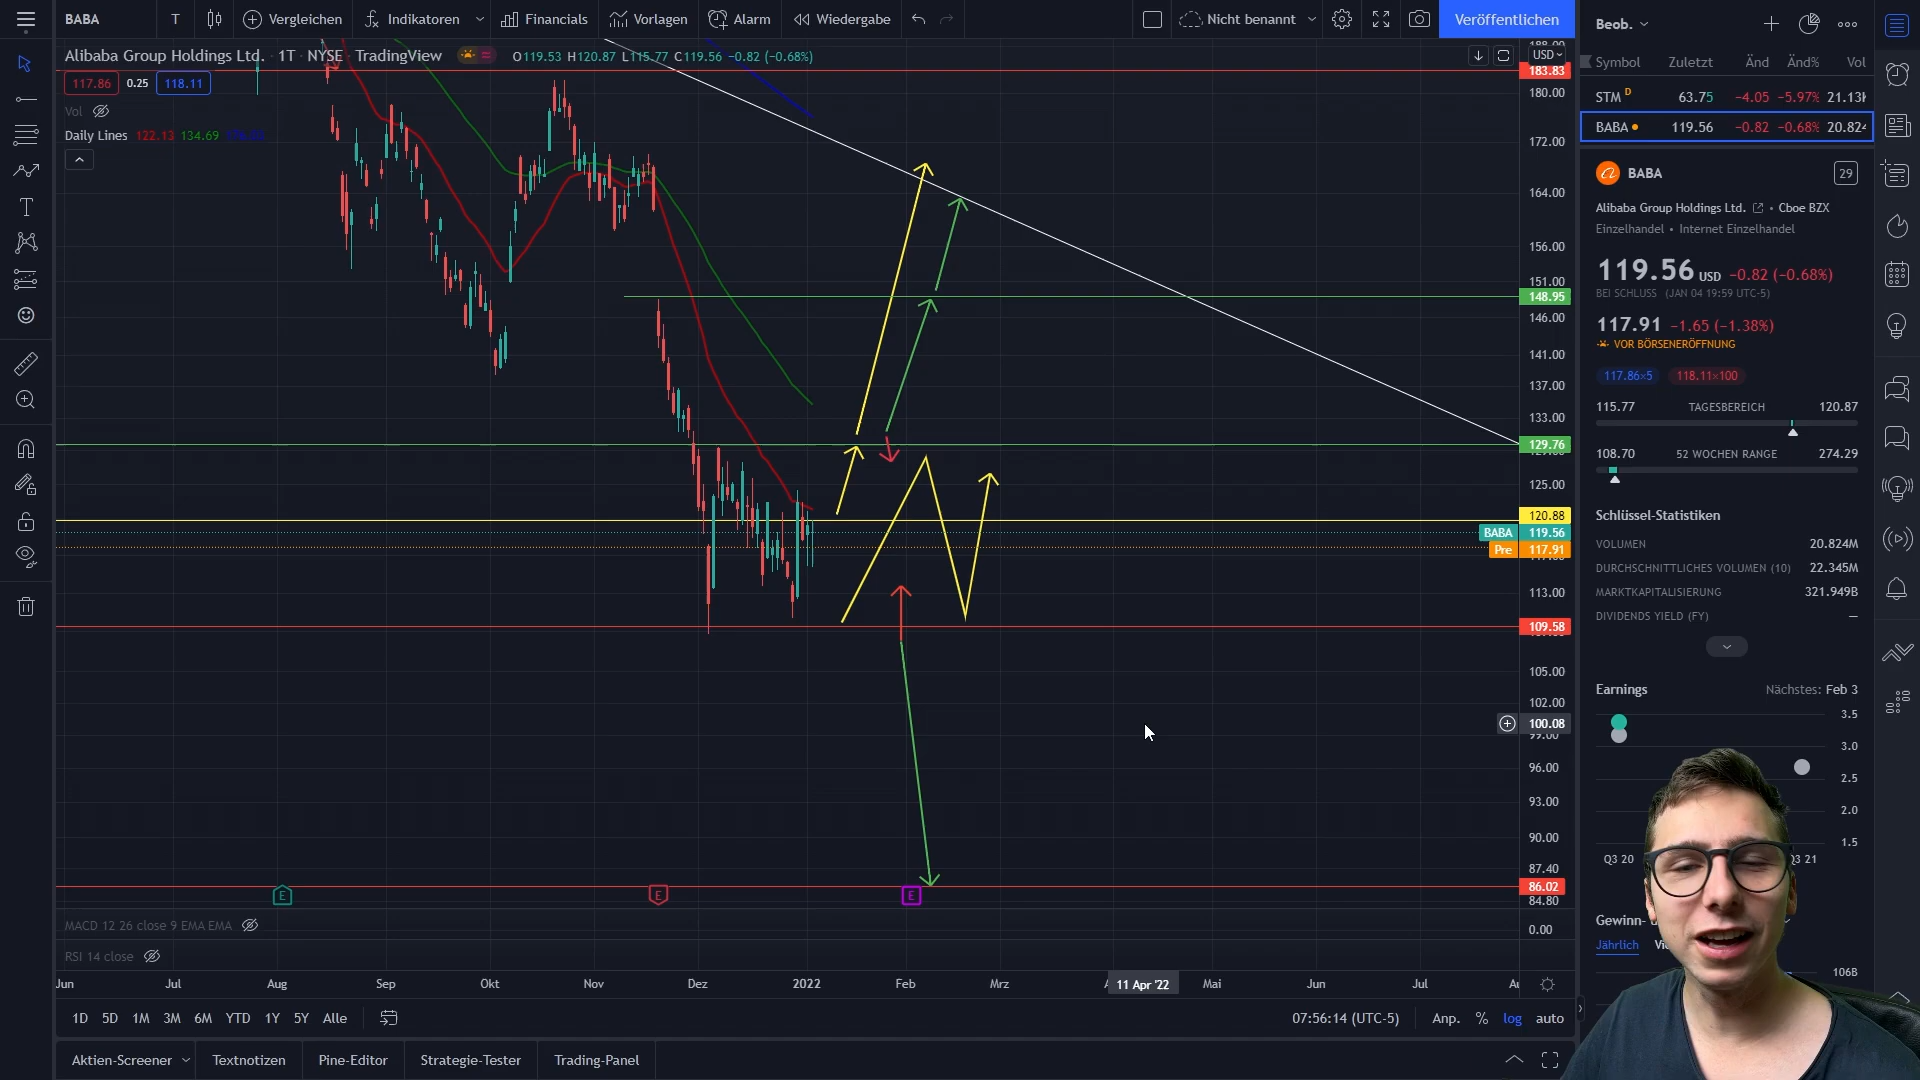 BABA
T
Vergleichen
Indikatoren
Financials
Vorlagen
Alarm
Wiedergabe
Nicht benannt
Veröffentlichen
Alibaba Group Holdings Ltd. · 1T · NYSE · TradingView
O119.53 H120.87 L115.77 C119.56 −0.82 (−0.68%)
117.86 0.25 118.11
Vol
Daily Lines 122.13 134.69
USD
183.83
180.00
172.00
164.00
156.00
151.00
148.95
146.00
141.00
137.00
133.00
129.76
125.00
120.88
BABA 119.56
Pre 117.91
113.00
109.58
105.00
102.00
100.08
99.00
96.00
93.00
90.00
87.40
86.02
84.80
0.00
E
E
E
MACD 12 26 close 9 EMA EMA
RSI 14 close
Jun Jul Aug Sep Okt Nov Dez 2022 Feb Mrz 11 Apr '22 Mai Jun Jul
1D 5D 1M 3M 6M YTD 1Y 5Y Alle
07:56:14 (UTC-5) Anp. % log auto
Aktien-Screener
Textnotizen
Pine-Editor
Strategie-Tester
Trading-Panel
Beob.
Symbol Zuletzt Änd Änd% Vol
STM D 63.75 −4.05 −5.97% 21.13
BABA 119.56 −0.82 −0.68% 20.824
BABA
29
Alibaba Group Holdings Ltd. • Cboe BZX
Einzelhandel • Internet Einzelhandel
119.56 USD −0.82 (−0.68%)
BEI SCHLUSS (JAN 04 19:59 UTC-5)
117.91 −1.65 (−1.38%)
VOR BÖRSENERÖFFNUNG
117.86×5 118.11×100
115.77 TAGESBEREICH 120.87
108.70 52 WOCHEN RANGE 274.29
Schlüssel-Statistiken
VOLUMEN 20.824M
DURCHSCHNITTLICHES VOLUMEN (10) 22.345M
MARKTKAPITALISIERUNG 321.949B
DIVIDENDS YIELD (FY) —
Earnings Nächstes: Feb 3
3.5
3.0
2.5
2.0
1.5
Q3 20
Q3 21
Gewinn-
Jährlich
106B